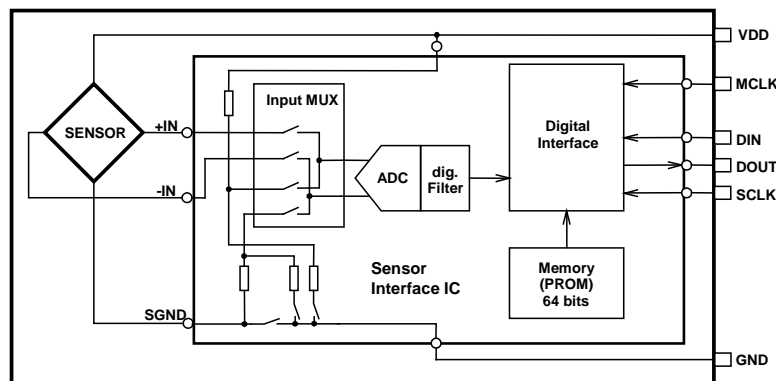 VDD
MCLK
Input MUX
+IN
SENSOR
Digital
Interface
DIN
DOUT
-IN
ADC
dig.
Filter
SCLK
Sensor
Interface IC
Memory
(PROM)
64 bits
SGND
GND